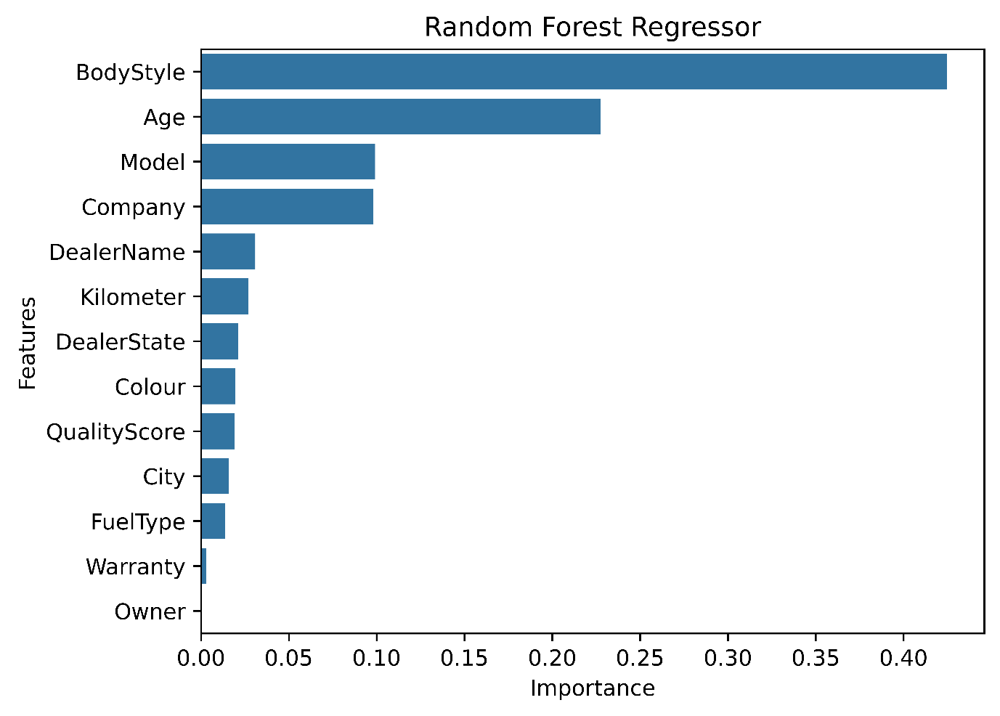 Random Forest Regressor
BodyStyle
Age
Model
Company
DealerName
Kilometer
DealerState
Colour
QualityScore
City
FuelType
Warranty
Owner
Features
0.00 0.05 0.10 0.15 0.20 0.25 0.30 0.35 0.40
Importance